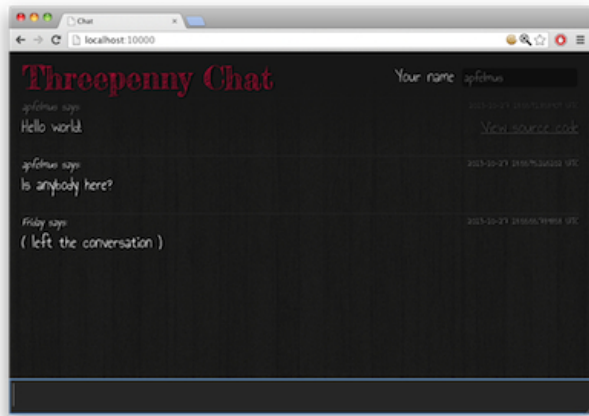 Chat
localhost:10000
Threepenny Chat
Your name apfelmus
apfelmus says:
Hello world!
View source code
apfelmus says:
Is anybody here?
Friday says:
( left the conversation )